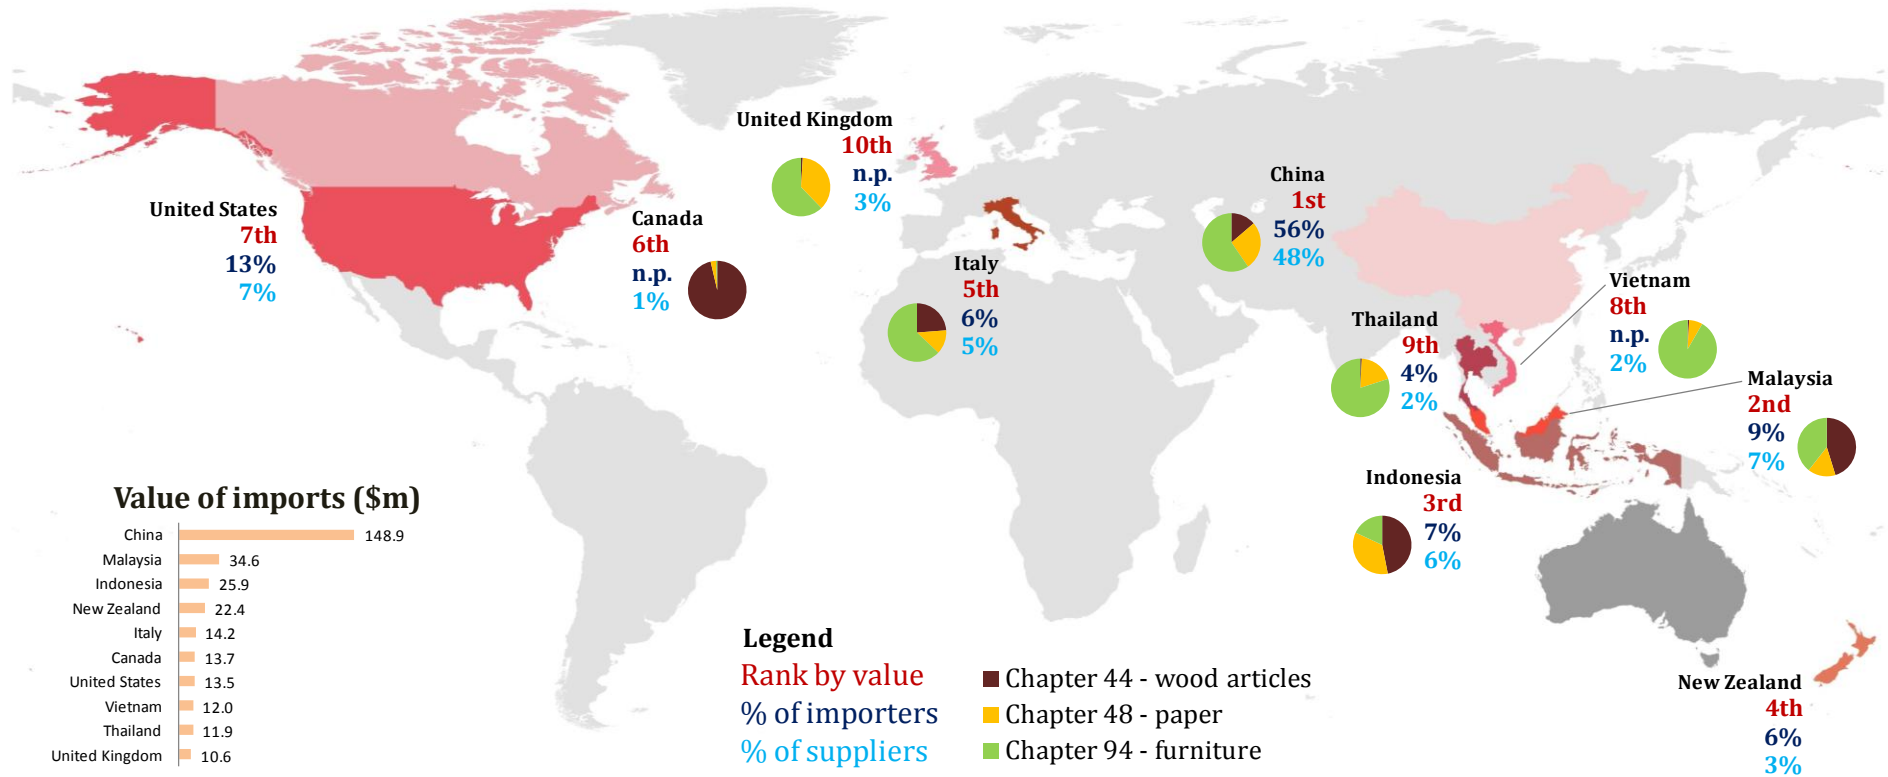 United Kingdom
10th
n.p.
3%
United States
7th
13%
7%
Canada
6th
n.p.
1%
Italy
5th
6%
5%
China
1st
56%
48%
Vietnam
8th
n.p.
2%
Thailand
9th
4%
2%
Malaysia
2nd
9%
7%
Indonesia
3rd
7%
6%
New Zealand
4th
6%
3%
Value of imports ($m)
China 148.9
Malaysia 34.6
Indonesia 25.9
New Zealand 22.4
Italy 14.2
Canada 13.7
United States 13.5
Vietnam 12.0
Thailand 11.9
United Kingdom 10.6
Legend
Rank by value
% of importers
% of suppliers
Chapter 44 - wood articles
Chapter 48 - paper
Chapter 94 - furniture